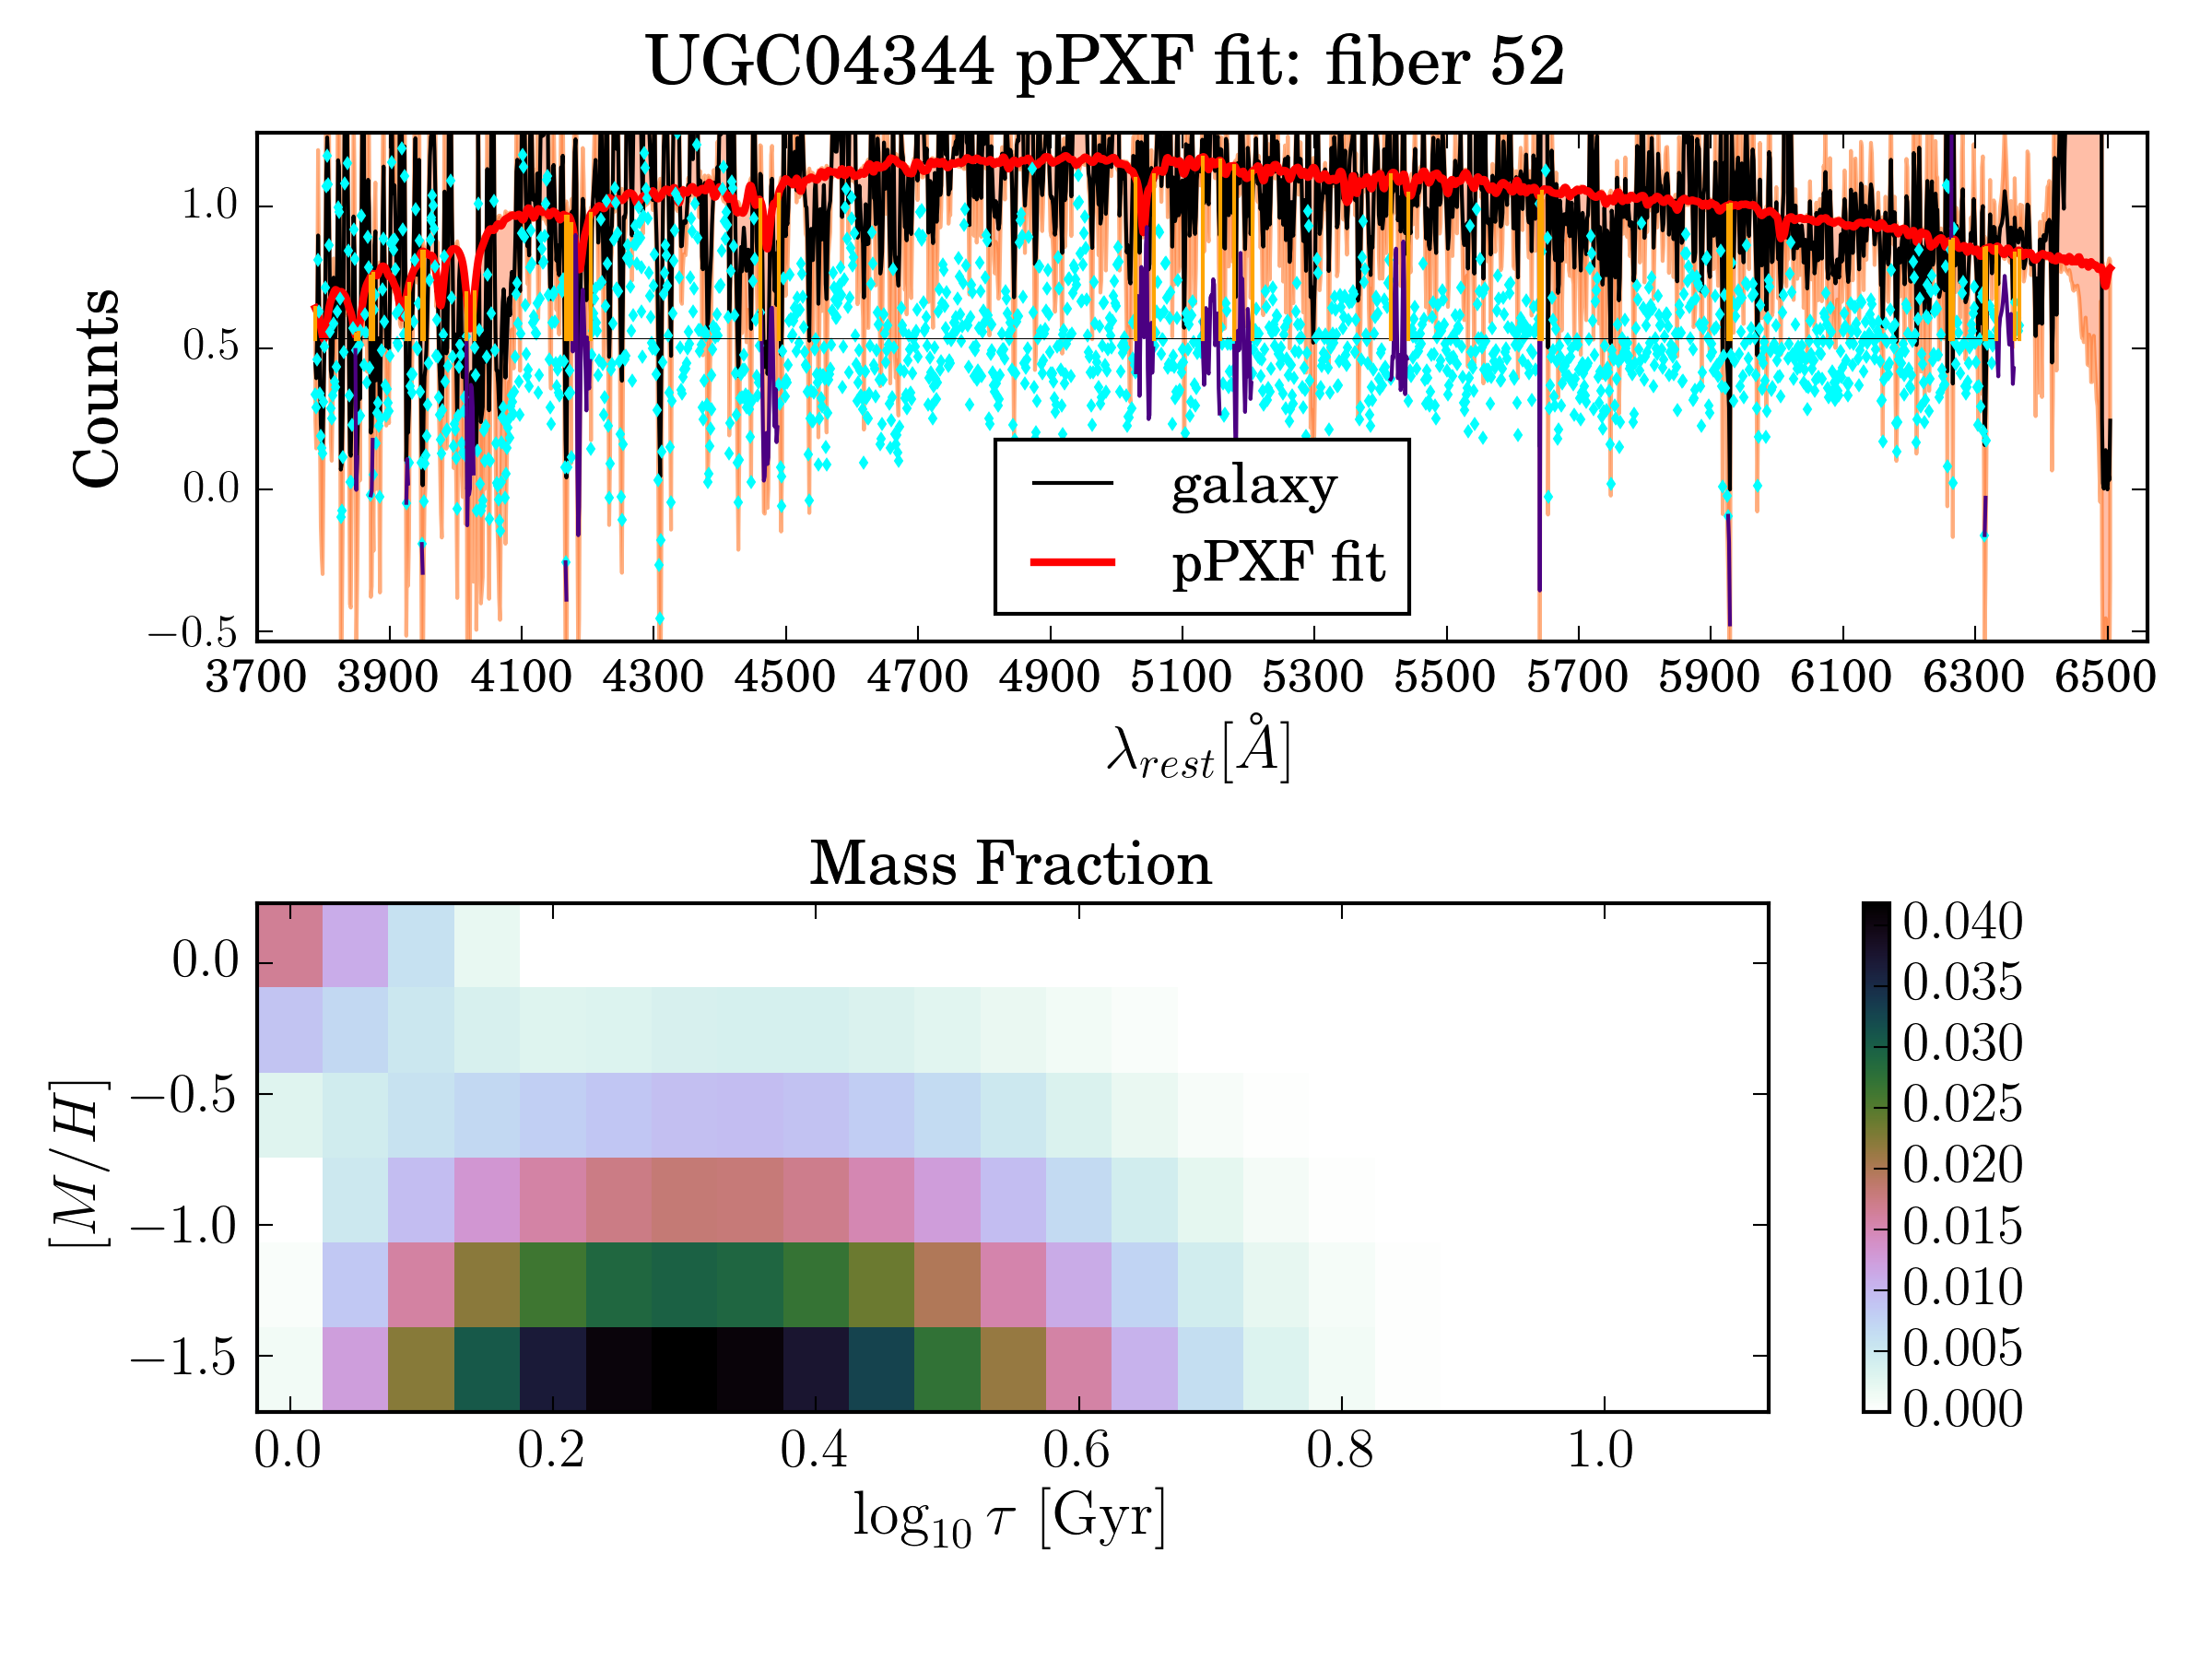 UGC04344 pPXF fit: fiber 52
Counts
1.0
0.5
0.0
−0.5
galaxy
pPXF fit
3700 3900 4100 4300 4500 4700 4900 5100 5300 5500 5700 5900 6100 6300 6500
λrest[Å]
Mass Fraction
[M/H]
0.0
−0.5
−1.0
−1.5
0.0 0.2 0.4 0.6 0.8 1.0
log10 τ [Gyr]
0.040
0.035
0.030
0.025
0.020
0.015
0.010
0.005
0.000